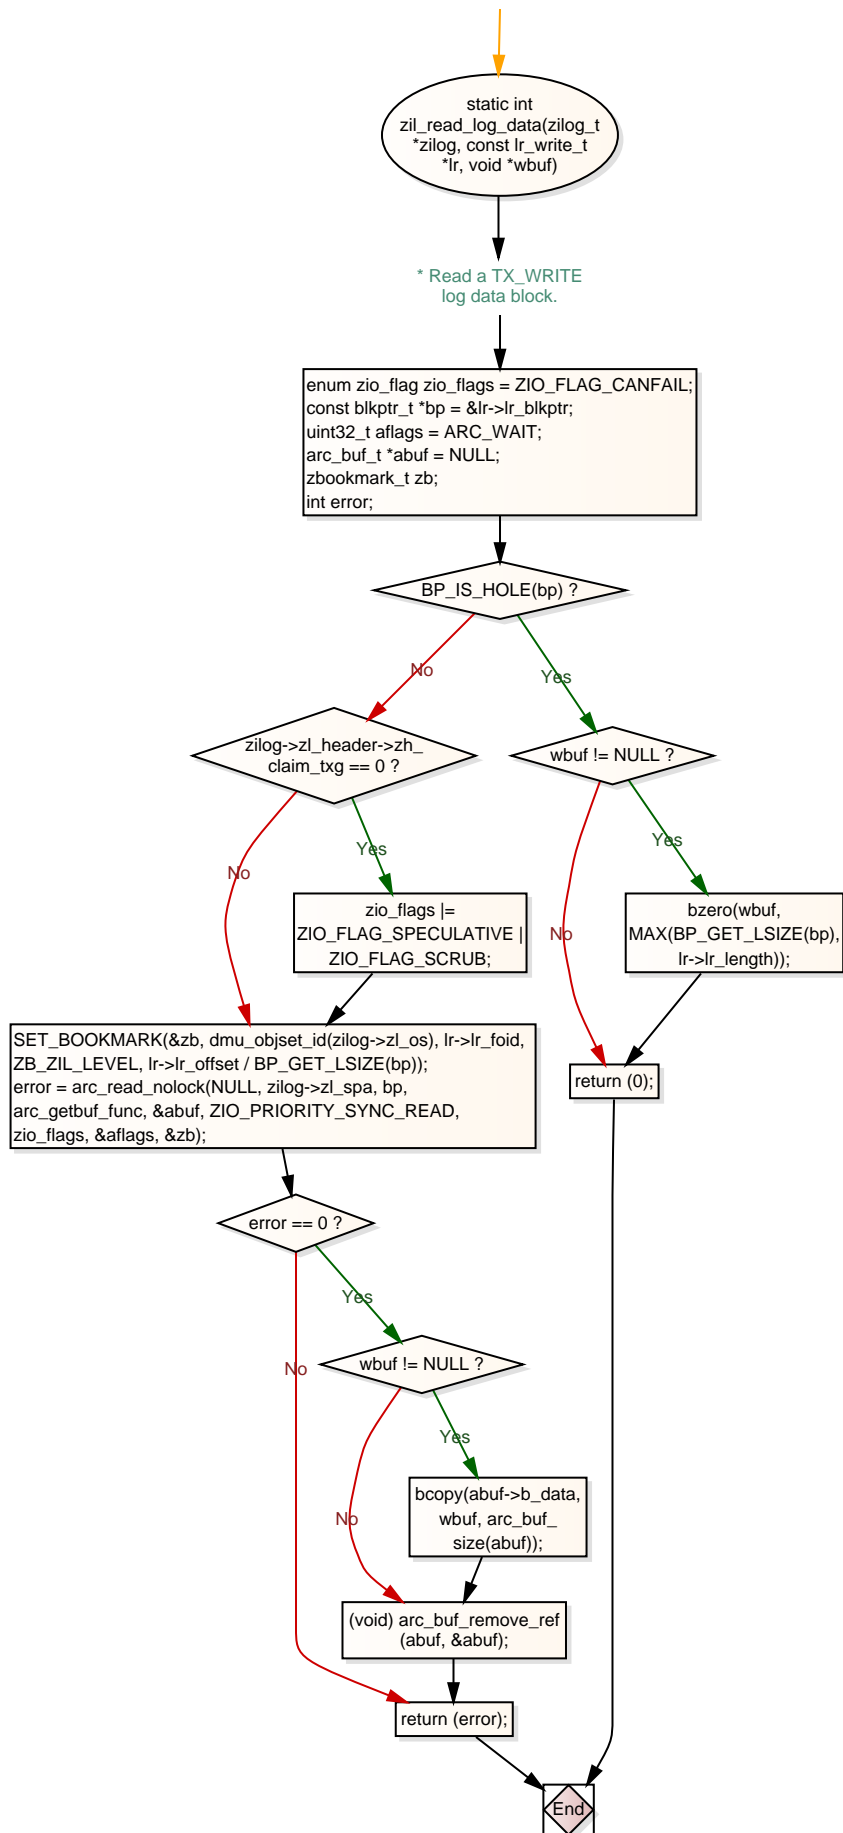 static int
zil_read_log_data(zilog_t
*zilog, const lr_write_t
*lr, void *wbuf)
* Read a TX_WRITE
log data block.
enum zio_flag zio_flags = ZIO_FLAG_CANFAIL;
const blkptr_t *bp = &lr->lr_blkptr;
uint32_t aflags = ARC_WAIT;
arc_buf_t *abuf = NULL;
zbookmark_t zb;
int error;
BP_IS_HOLE(bp) ?
No
Yes
zilog->zl_header->zh_
claim_txg == 0 ?
wbuf != NULL ?
No
Yes
Yes
No
zio_flags |=
ZIO_FLAG_SPECULATIVE |
ZIO_FLAG_SCRUB;
bzero(wbuf,
MAX(BP_GET_LSIZE(bp),
lr->lr_length));
SET_BOOKMARK(&zb, dmu_objset_id(zilog->zl_os), lr->lr_foid,
ZB_ZIL_LEVEL, lr->lr_offset / BP_GET_LSIZE(bp));
error = arc_read_nolock(NULL, zilog->zl_spa, bp,
arc_getbuf_func, &abuf, ZIO_PRIORITY_SYNC_READ,
zio_flags, &aflags, &zb);
return (0);
error == 0 ?
Yes
No
wbuf != NULL ?
Yes
No
bcopy(abuf->b_data,
wbuf, arc_buf_
size(abuf));
(void) arc_buf_remove_ref
(abuf, &abuf);
return (error);
End